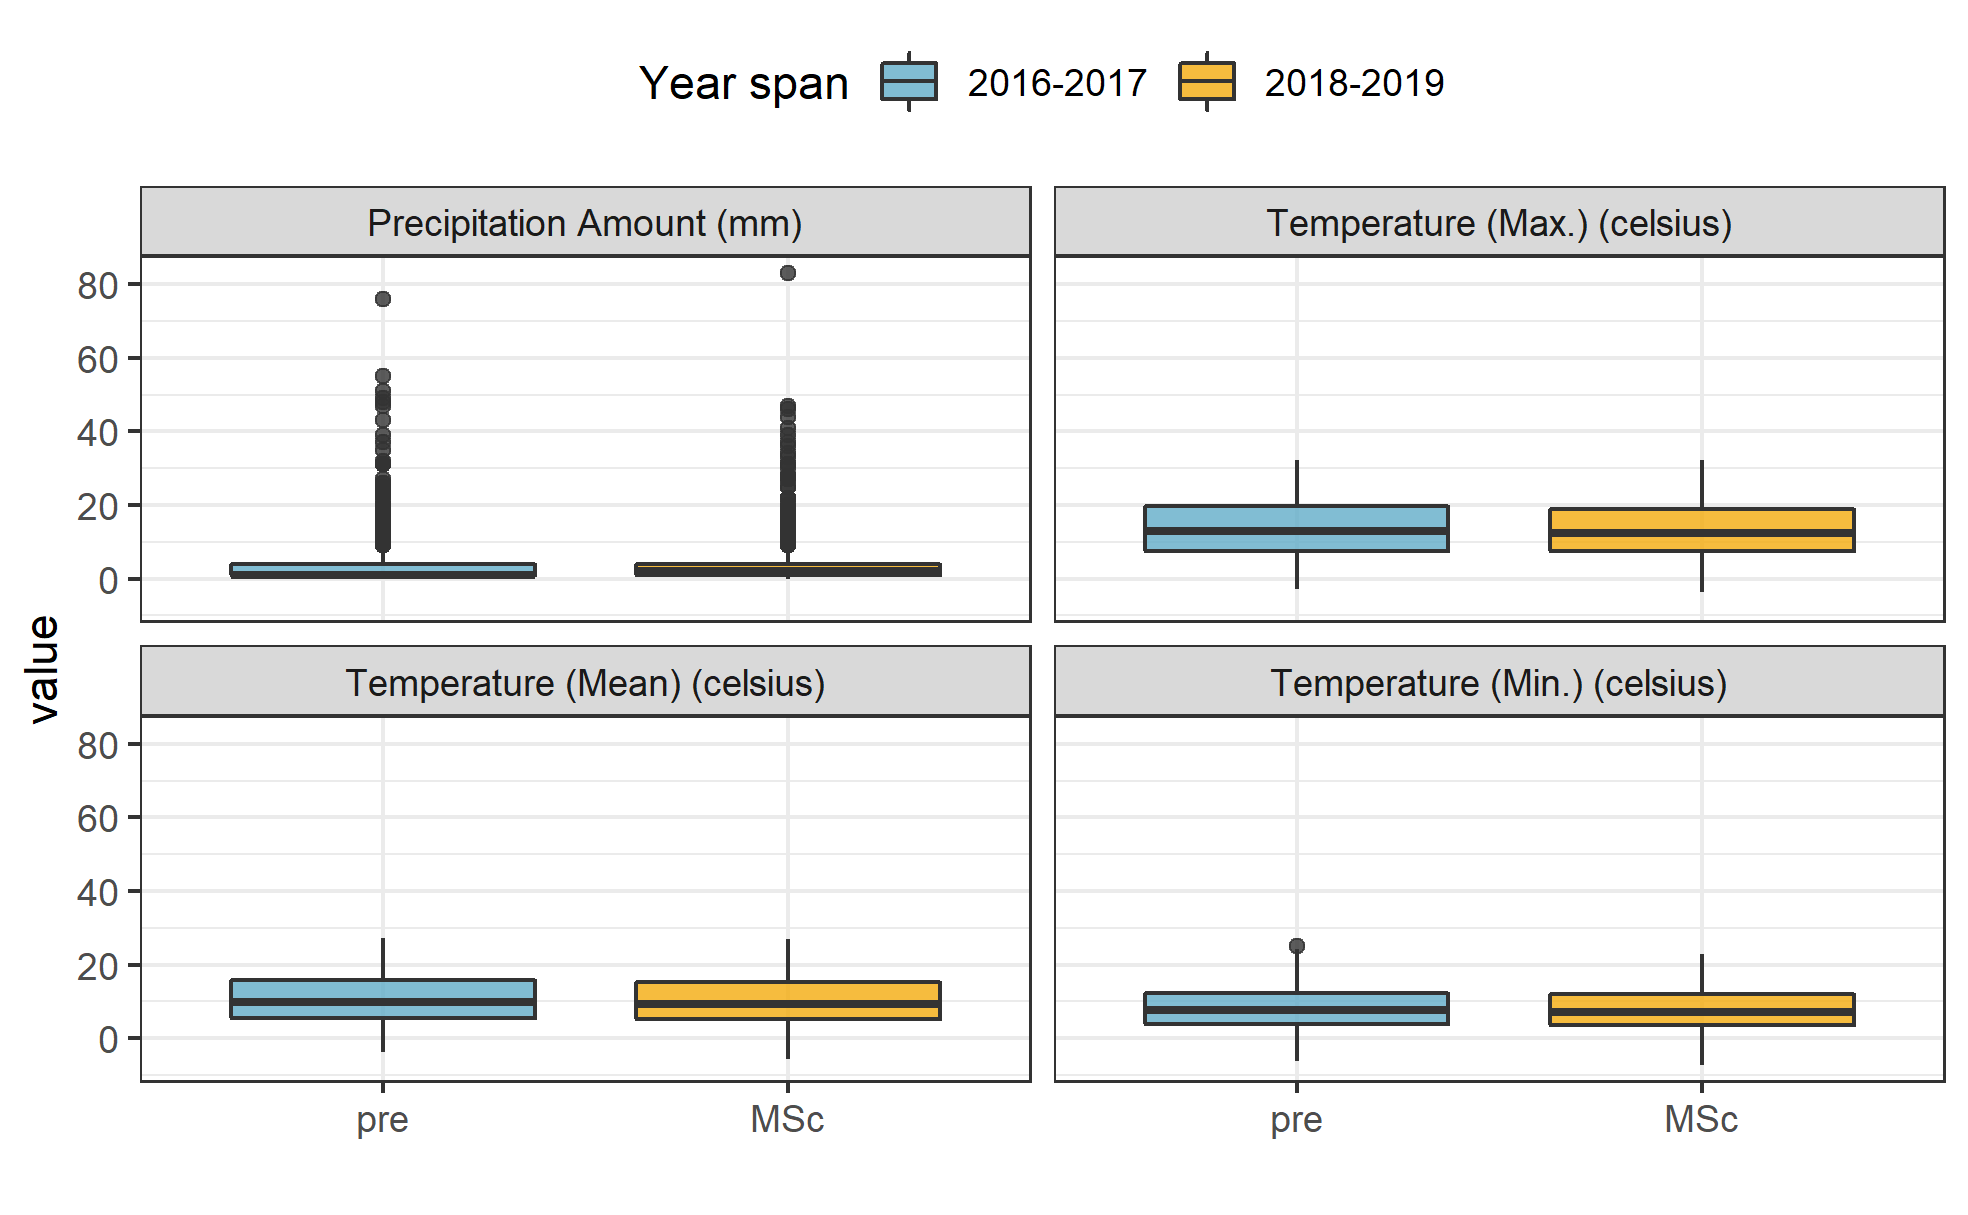 Year span 2016-2017 2018-2019
Precipitation Amount (mm) Temperature (Max.) (celsius)
80
60
40
20
0
value
Temperature (Mean) (celsius) Temperature (Min.) (celsius)
80
60
40
20
0
pre MSc pre MSc